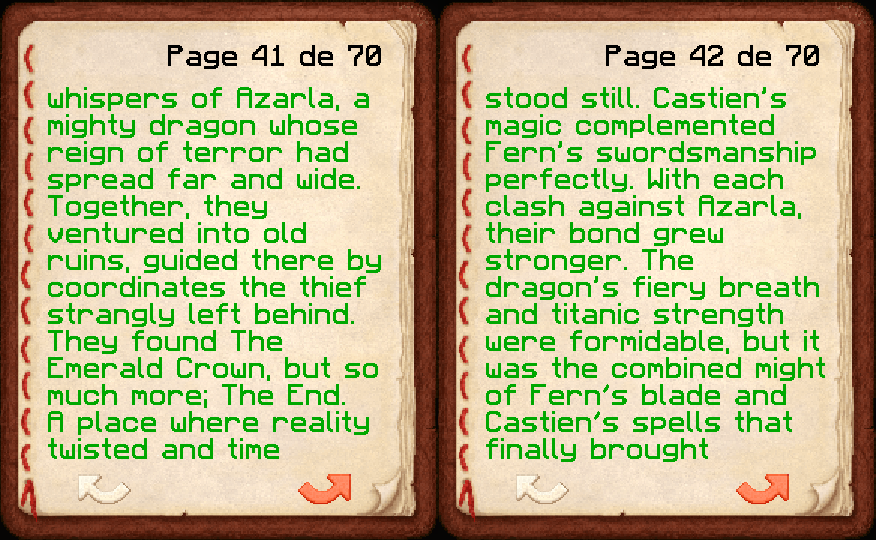 Page 41 de 70
whispers of Azarla, a
mighty dragon whose
reign of terror had
spread far and wide.
Together, they
ventured into old
ruins, guided there by
coordinates the thief
strangly left behind.
They found The
Emerald Crown, but so
much more; The End.
A place where reality
twisted and time
Page 42 de 70
stood still. Castien's
magic complemented
Fern's swordsmanship
perfectly. With each
clash against Azarla,
their bond grew
stronger. The
dragon's fiery breath
and titanic strength
were formidable, but it
was the combined might
of Fern's blade and
Castien's spells that
finally brought